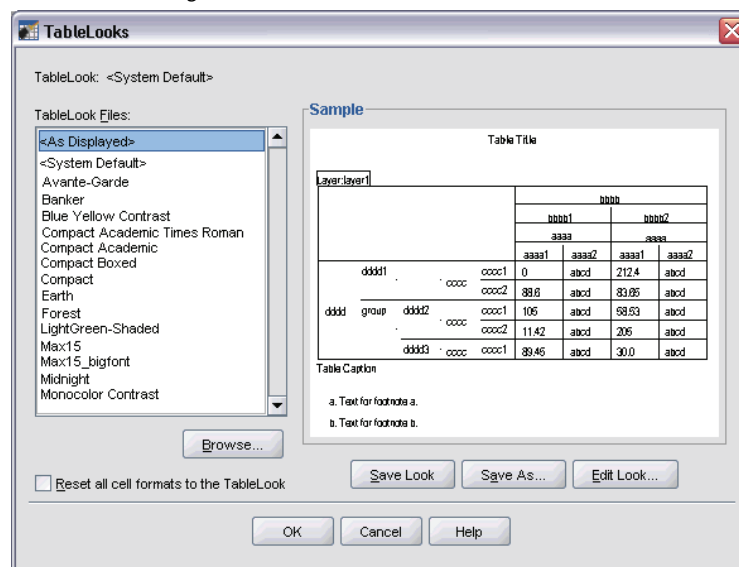 TableLooks
TableLook: <System Default>
TableLook Files:
<As Displayed>
<System Default>
Avante-Garde
Banker
Blue Yellow Contrast
Compact Academic Times Roman
Compact Academic
Compact Boxed
Compact
Earth
Forest
LightGreen-Shaded
Max15
Max15_bigfont
Midnight
Monocolor Contrast
Browse...
Reset all cell formats to the TableLook
Sample
Table Title
Layer:layer1
bbbb
bbbb1 bbbb2
aaaa aaaa
aaaa1 aaaa2 aaaa1 aaaa2
dddd1 . . cccc cccc1 0 abcd 212.4 abcd
cccc2 88.6 abcd 83.65 abcd
dddd group dddd2 cccc1 105 abcd 58.53 abcd
. . cccc cccc2 11.42 abcd 205 abcd
dddd3 . cccc cccc1 89.45 abcd 30.0 abcd
Table Caption
a. Text for footnote a.
b. Text for footnote b.
Save Look Save As... Edit Look...
OK Cancel Help